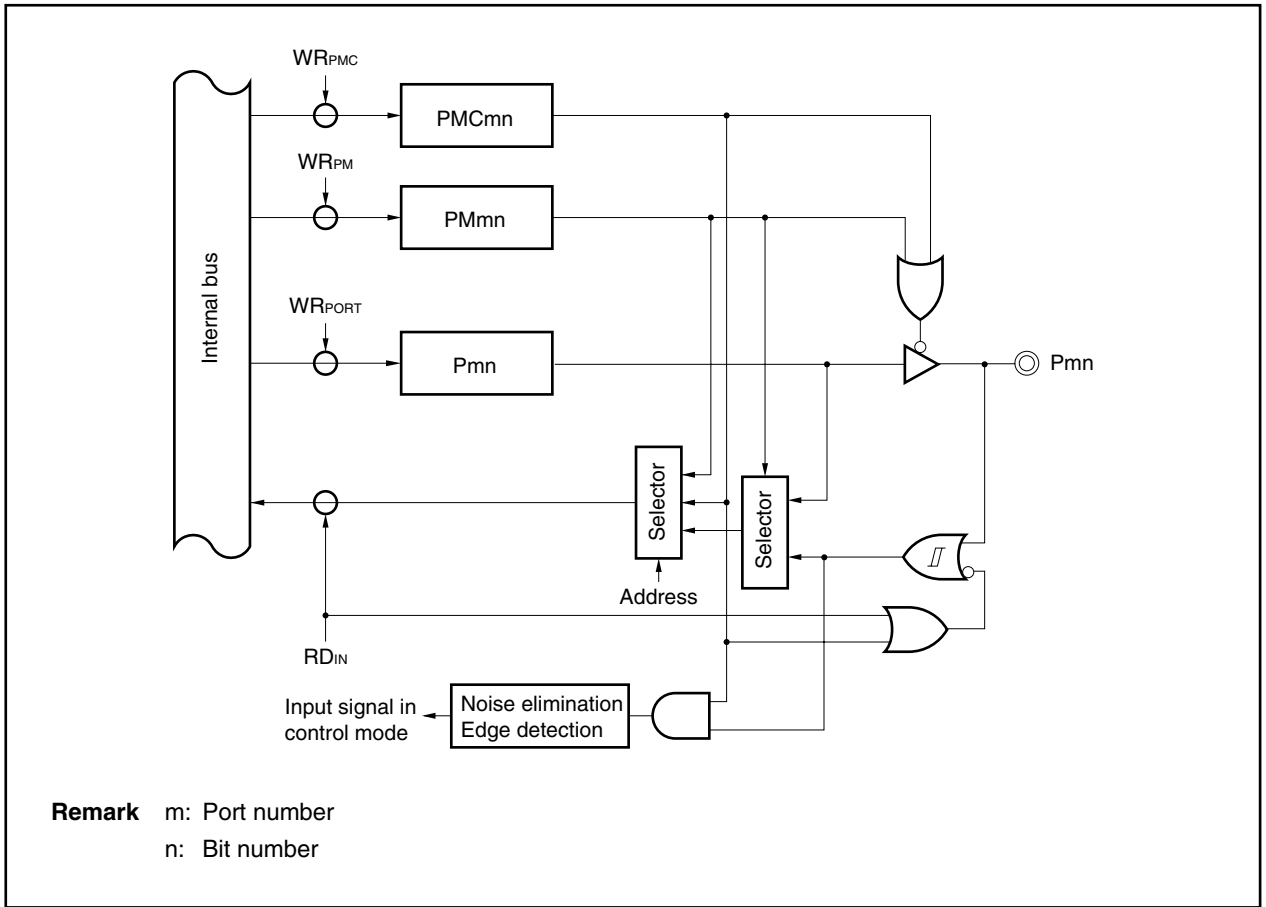 WRPMC
PMCmn
WRPM
PMmn
Internal bus
WRPORT
Pmn
Pmn
Selector
Selector
Address
RDIN
Input signal in
control mode
Noise elimination
Edge detection
Remark m: Port number
n: Bit number